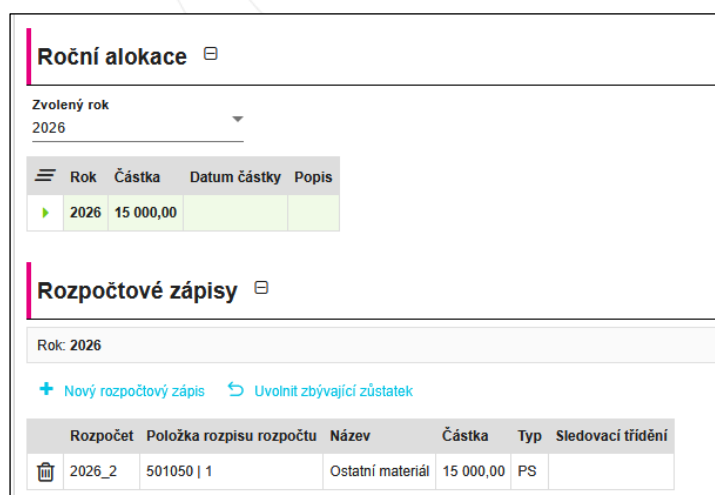 Roční alokace
Zvolený rok
2026
Rok Částka Datum částky Popis
2026 15 000,00
Rozpočtové zápisy
Rok: 2026
Nový rozpočtový zápis Uvolnit zbývající zůstatek
Rozpočet Položka rozpisu rozpočtu Název Částka Typ Sledovací třídění
2026_2 501050 | 1 Ostatní materiál 15 000,00 PS